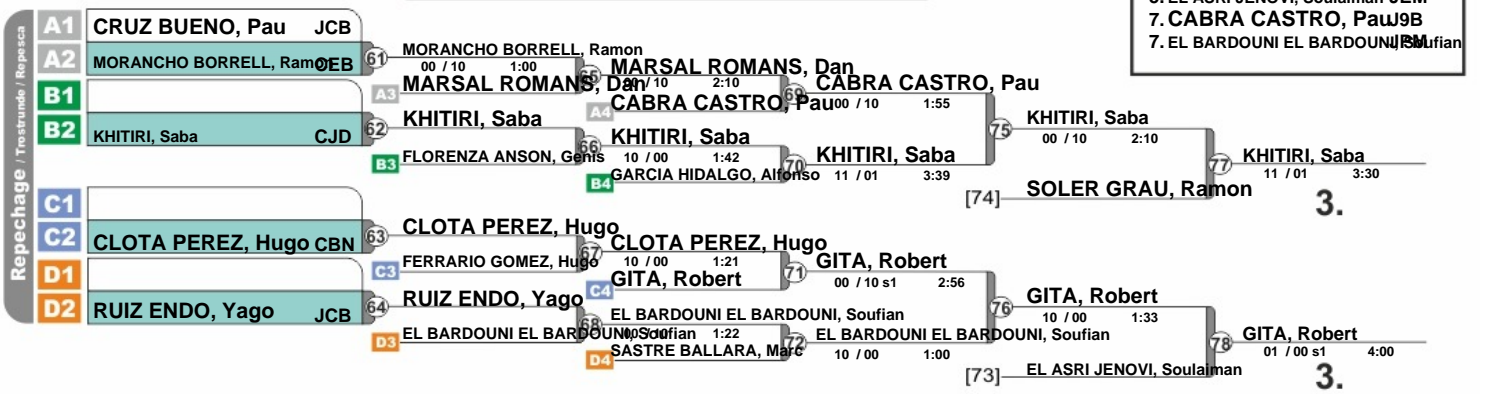 7. CABRA CASTRO, Pau J9B
7. EL BARDOUNI EL BARDOUNI, Soufian JPM
Repechage / Trostrunde / Repesca
A1 CRUZ BUENO, Pau JCB
A2 MORANCHO BORRELL, Ramon CEB
B1
B2 KHITIRI, Saba CJD
C1
C2 CLOTA PEREZ, Hugo CBN
D1
D2 RUIZ ENDO, Yago JCB
61 MORANCHO BORRELL, Ramon
00 / 10 1:00
A3 MARSAL ROMANS, Dan
62 KHITIRI, Saba
B3 FLORENZA ANSON, Genis
63 CLOTA PEREZ, Hugo
C3 FERRARIO GOMEZ, Hugo
64 RUIZ ENDO, Yago
D3 EL BARDOUNI EL BARDOUNI, Soufian
65 MARSAL ROMANS, Dan
00 / 10 2:10
A4 CABRA CASTRO, Pau
66 KHITIRI, Saba
10 / 00 1:42
B4 GARCIA HIDALGO, Alfonso
67 CLOTA PEREZ, Hugo
10 / 00 1:21
C4 GITA, Robert
68 EL BARDOUNI EL BARDOUNI, Soufian
00 / 10 1:22
D4 SASTRE BALLARA, Marc
69 CABRA CASTRO, Pau
00 / 10 1:55
70 KHITIRI, Saba
11 / 01 3:39
71 GITA, Robert
00 / 10 s1 2:56
72 EL BARDOUNI EL BARDOUNI, Soufian
10 / 00 1:00
75 KHITIRI, Saba
00 / 10 2:10
[74] SOLER GRAU, Ramon
76 GITA, Robert
10 / 00 1:33
[73] EL ASRI JENOVI, Soulaiman
77 KHITIRI, Saba
11 / 01 3:30
3.
78 GITA, Robert
01 / 00 s1 4:00
3.